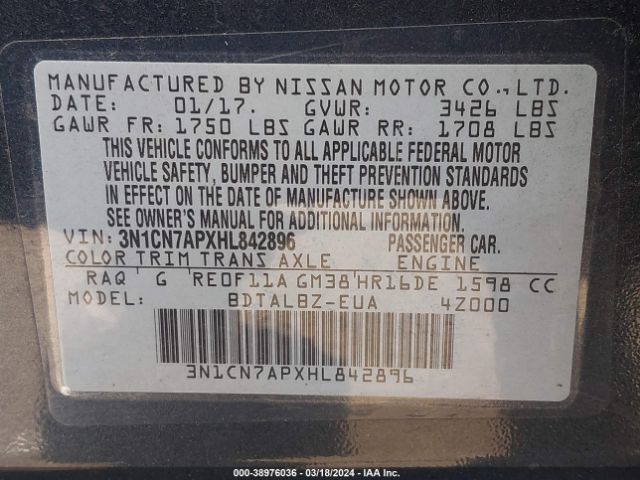 MANUFACTURED BY NISSAN MOTOR CO.,LTD.
DATE: 01/17. GVWR: 3426 LBS
GAWR FR: 1750 LBS GAWR RR: 1708 LBS
THIS VEHICLE CONFORMS TO ALL APPLICABLE FEDERAL MOTOR
VEHICLE SAFETY, BUMPER AND THEFT PREVENTION STANDARDS
IN EFFECT ON THE DATE OF MANUFACTURE SHOWN ABOVE.
SEE OWNER'S MANUAL FOR ADDITIONAL INFORMATION.
VIN: 3N1CN7APXHL842896 PASSENGER CAR.
COLOR TRIM TRANS AXLE ENGINE
RAQ G RE0F11A GM38 HR16DE 1598 CC
MODEL: BDTALBZ-EUA 4Z000
3N1CN7APXHL842896
000-38976036 - 03/18/2024 - IAA Inc.